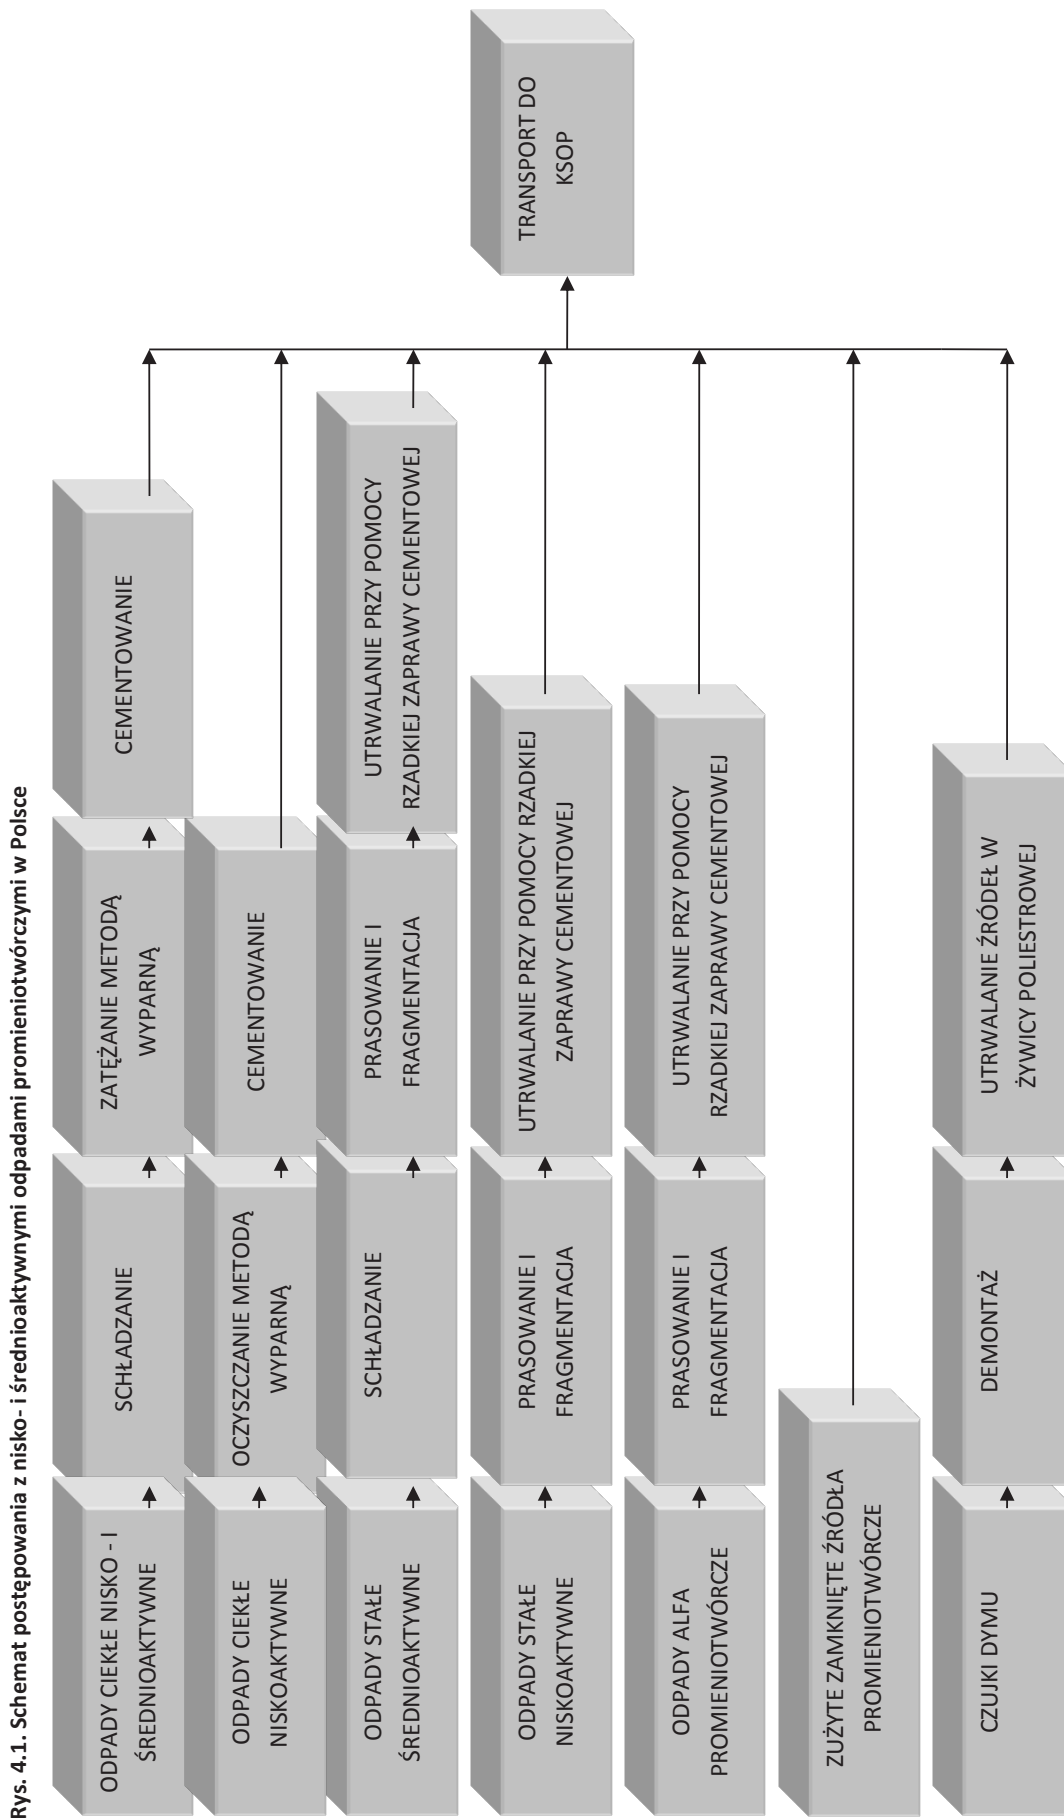 Rys. 4.1. Schemat postępowania z nisko- i średnioaktywnymi odpadami promieniotwórczymi w Polsce
ODPADY CIEKŁE NISKO - I
ŚREDNIOAKTYWNE
SCHŁADZANIE
ZATĘŻANIE METODĄ
WYPARNĄ
CEMENTOWANIE
ODPADY CIEKŁE
NISKOAKTYWNE
OCZYSZCZANIE METODĄ
WYPARNĄ
CEMENTOWANIE
ODPADY STAŁE
ŚREDNIOAKTYWNE
SCHŁADZANIE
PRASOWANIE I
FRAGMENTACJA
UTRWALANIE PRZY POMOCY
RZADKIEJ ZAPRAWY CEMENTOWEJ
ODPADY STAŁE
NISKOAKTYWNE
PRASOWANIE I
FRAGMENTACJA
UTRWALANIE PRZY POMOCY RZADKIEJ
ZAPRAWY CEMENTOWEJ
ODPADY ALFA
PROMIENIOTWÓRCZE
PRASOWANIE I
FRAGMENTACJA
UTRWALANIE PRZY POMOCY
RZADKIEJ ZAPRAWY CEMENTOWEJ
ZUŻYTE ZAMKNIĘTE ŹRÓDŁA
PROMIENIOTWÓRCZE
CZUJKI DYMU
DEMONTAŻ
UTRWALANIE ŹRÓDEŁ W
ŻYWICY POLIESTROWEJ
TRANSPORT DO
KSOP